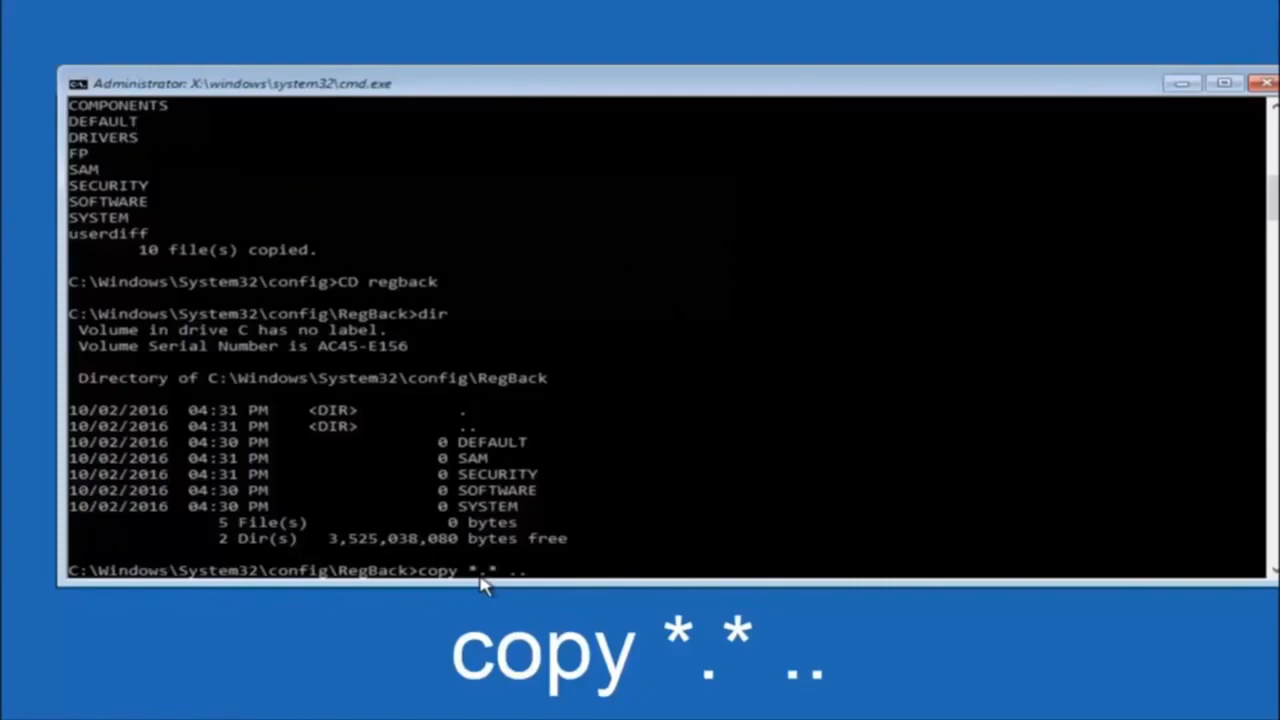 Administrator: X:\windows\system32\cmd.exe
COMPONENTS
DEFAULT
DRIVERS
FP
SAM
SECURITY
SOFTWARE
SYSTEM
userdiff
10 file(s) copied.
C:\Windows\System32\config>CD regback
C:\Windows\System32\config\RegBack>dir
Volume in drive C has no label.
Volume Serial Number is AC45-E156
Directory of C:\Windows\System32\config\RegBack
10/02/2016 04:31 PM <DIR> .
10/02/2016 04:31 PM <DIR> ..
10/02/2016 04:30 PM 0 DEFAULT
10/02/2016 04:31 PM 0 SAM
10/02/2016 04:31 PM 0 SECURITY
10/02/2016 04:30 PM 0 SOFTWARE
10/02/2016 04:30 PM 0 SYSTEM
5 File(s) 0 bytes
2 Dir(s) 3,525,038,080 bytes free
C:\Windows\System32\config\RegBack>copy *.* ..
copy *.* ..